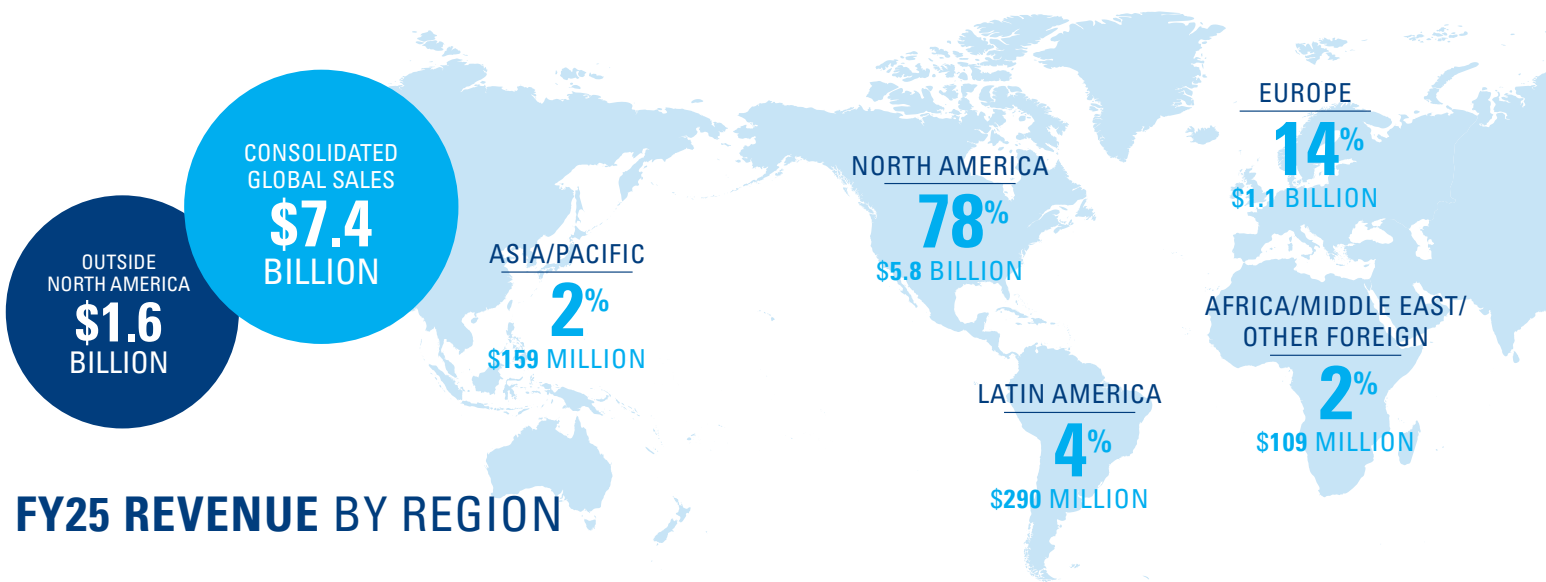 OUTSIDE
NORTH AMERICA
$1.6
BILLION
CONSOLIDATED
GLOBAL SALES
$7.4
BILLION
ASIA/PACIFIC
2%
$159 MILLION
NORTH AMERICA
78%
$5.8 BILLION
LATIN AMERICA
4%
$290 MILLION
EUROPE
14%
$1.1 BILLION
AFRICA/MIDDLE EAST/
OTHER FOREIGN
2%
$109 MILLION
FY25 REVENUE BY REGION